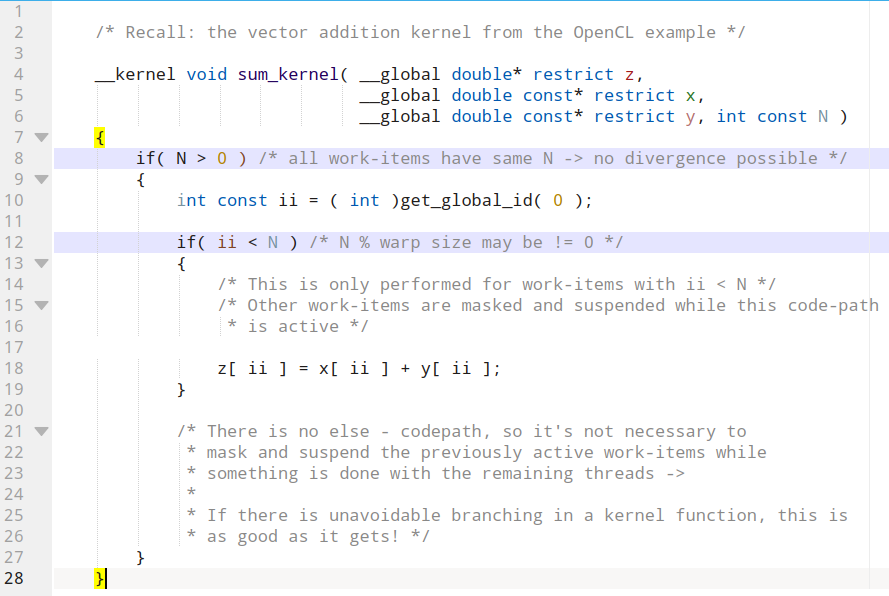 1
2 /* Recall: the vector addition kernel from the OpenCL example */
3
4 __kernel void sum_kernel( __global double* restrict z,
5 __global double const* restrict x,
6 __global double const* restrict y, int const N )
7 {
8 if( N > 0 ) /* all work-items have same N -> no divergence possible */
9 {
10 int const ii = ( int )get_global_id( 0 );
11
12 if( ii < N ) /* N % warp size may be != 0 */
13 {
14 /* This is only performed for work-items with ii < N */
15 /* Other work-items are masked and suspended while this code-path
16 * is active */
17
18 z[ ii ] = x[ ii ] + y[ ii ];
19 }
20
21 /* There is no else - codepath, so it's not necessary to
22 * mask and suspend the previously active work-items while
23 * something is done with the remaining threads ->
24 *
25 * If there is unavoidable branching in a kernel function, this is
26 * as good as it gets! */
27 }
28 }